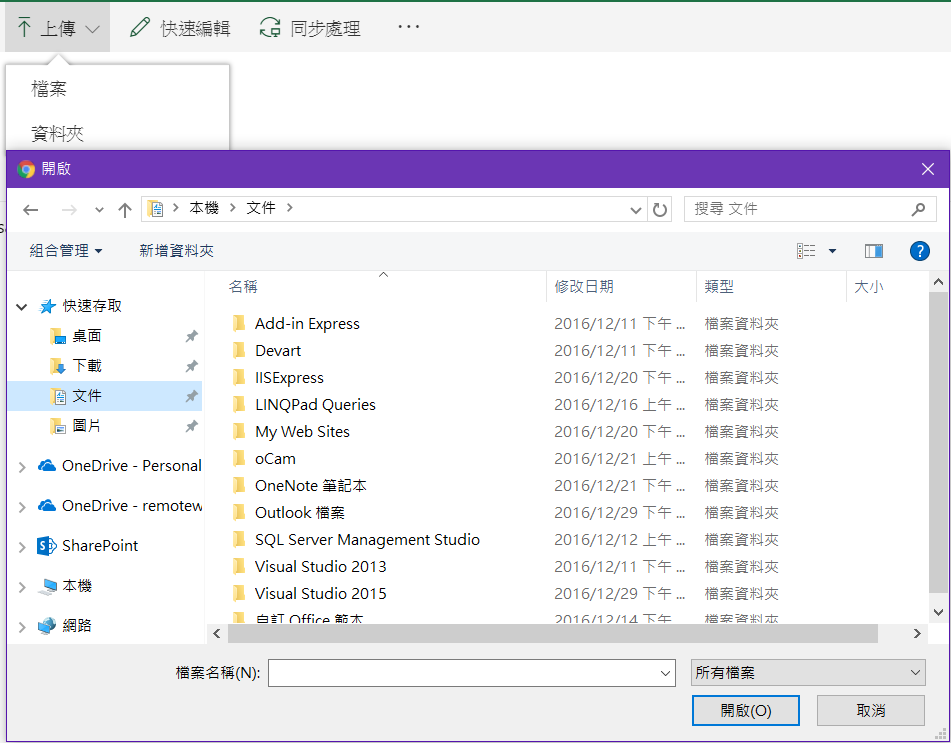 上傳 快速編輯 同步處理 ...
檔案
資料夾
開啟
本機 文件 搜尋 文件
組合管理 新增資料夾
名稱 修改日期 類型 大小
快速存取
桌面
下載
文件
圖片
OneDrive - Personal
OneDrive - remotew
SharePoint
本機
網路
Add-in Express 2016/12/11 下午 ... 檔案資料夾
Devart 2016/12/11 下午 ... 檔案資料夾
IISExpress 2016/12/20 下午 ... 檔案資料夾
LINQPad Queries 2016/12/16 上午 ... 檔案資料夾
My Web Sites 2016/12/20 下午 ... 檔案資料夾
oCam 2016/12/21 上午 ... 檔案資料夾
OneNote 筆記本 2016/12/21 下午 ... 檔案資料夾
Outlook 檔案 2016/12/29 下午 ... 檔案資料夾
SQL Server Management Studio 2016/12/12 上午 ... 檔案資料夾
Visual Studio 2013 2016/12/11 下午 ... 檔案資料夾
Visual Studio 2015 2016/12/29 下午 ... 檔案資料夾
自訂 Office 範本 2016/12/14 下午 ... 檔案資料夾
檔案名稱(N): 所有檔案
開啟(O) 取消